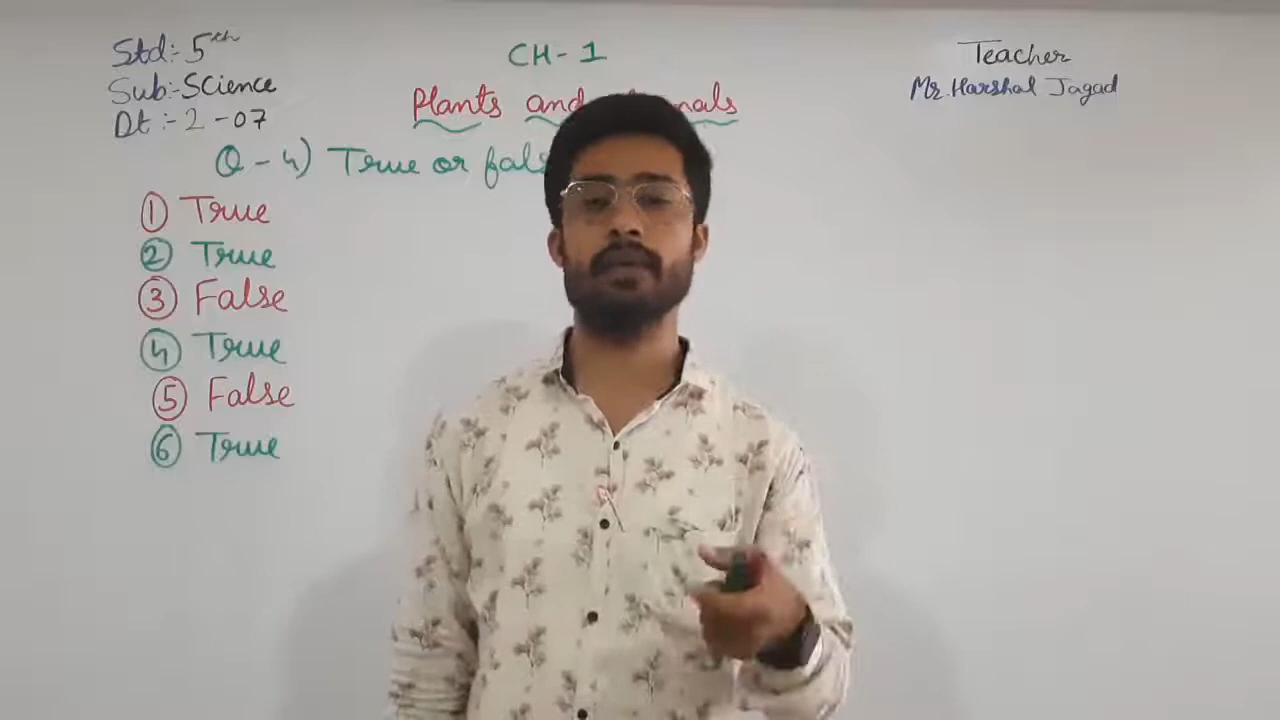 Std:- 5th
Sub:-Science
Dt :- 2 - 07
CH - 1
Plants and
Teacher
Mr. Harshal Jagad
Q - 4) True or
① True
② True
③ False
④ True
⑤ False
⑥ True